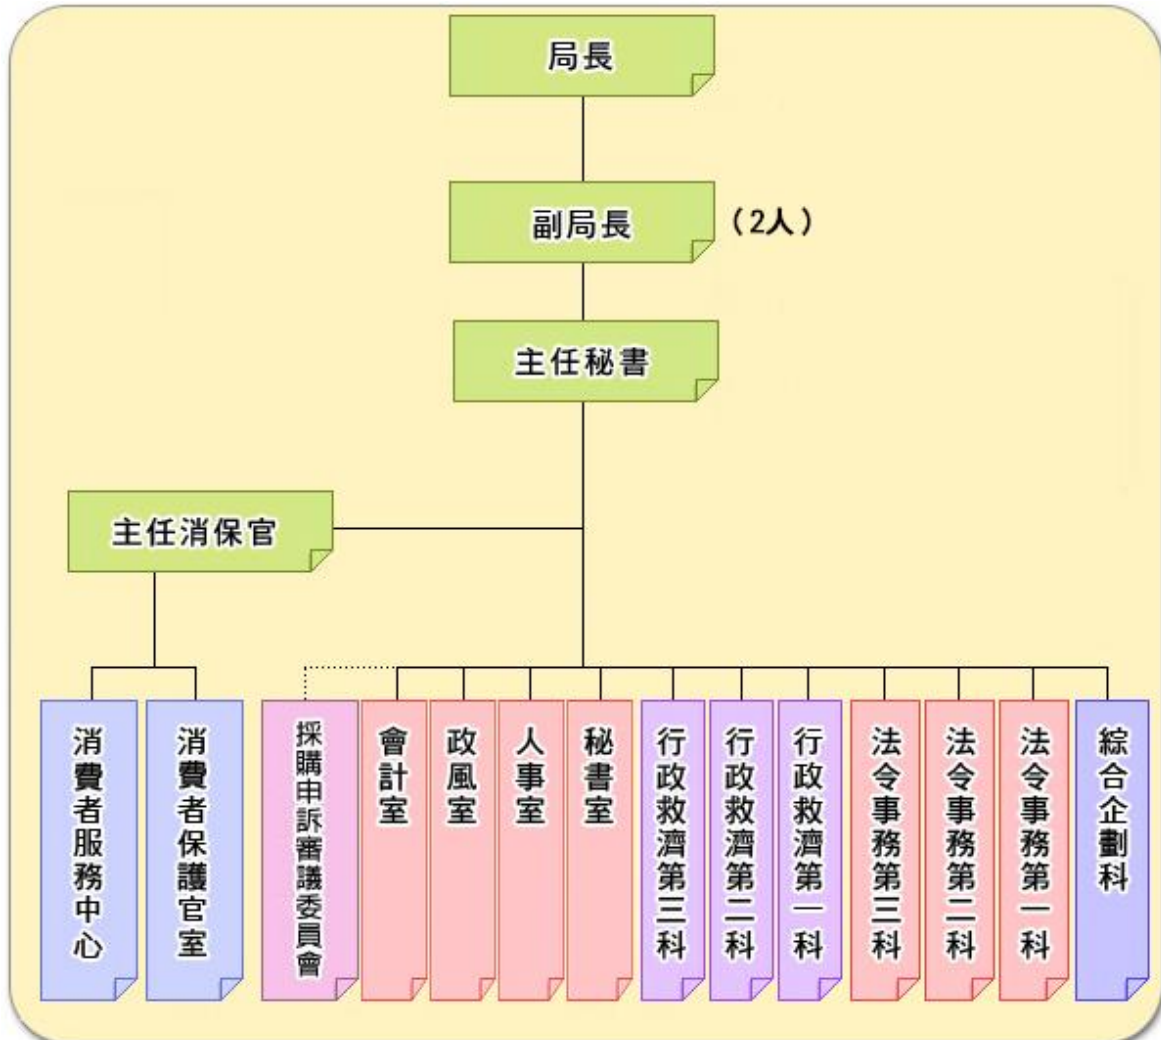 局長
副局長
(2人)
主任秘書
主任消保官
消費者服務中心
消費者保護官室
採購申訴審議委員會
會計室
政風室
人事室
秘書室
行政救濟第三科
行政救濟第二科
行政救濟第一科
法令事務第三科
法令事務第二科
法令事務第一科
綜合企劃科